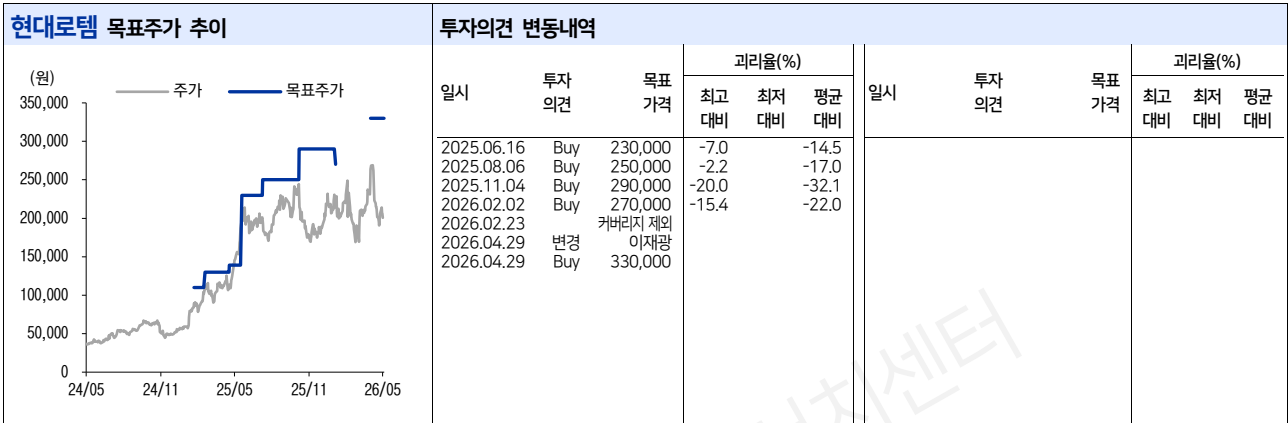 현대로템 목표주가 추이
(원)
주가
목표주가
350,000
300,000
250,000
200,000
150,000
100,000
50,000
0
24/05 24/11 25/05 25/11 26/05
투자의견 변동내역
일시 투자의견 목표가격 괴리율(%)
최고대비 최저대비 평균대비
2025.06.16 Buy 230,000 -7.0 -14.5
2025.08.06 Buy 250,000 -2.2 -17.0
2025.11.04 Buy 290,000 -20.0 -32.1
2026.02.02 Buy 270,000 -15.4 -22.0
2026.02.23 커버리지 제외
2026.04.29 변경 이재광
2026.04.29 Buy 330,000
일시 투자의견 목표가격 괴리율(%)
최고대비 최저대비 평균대비
치센터